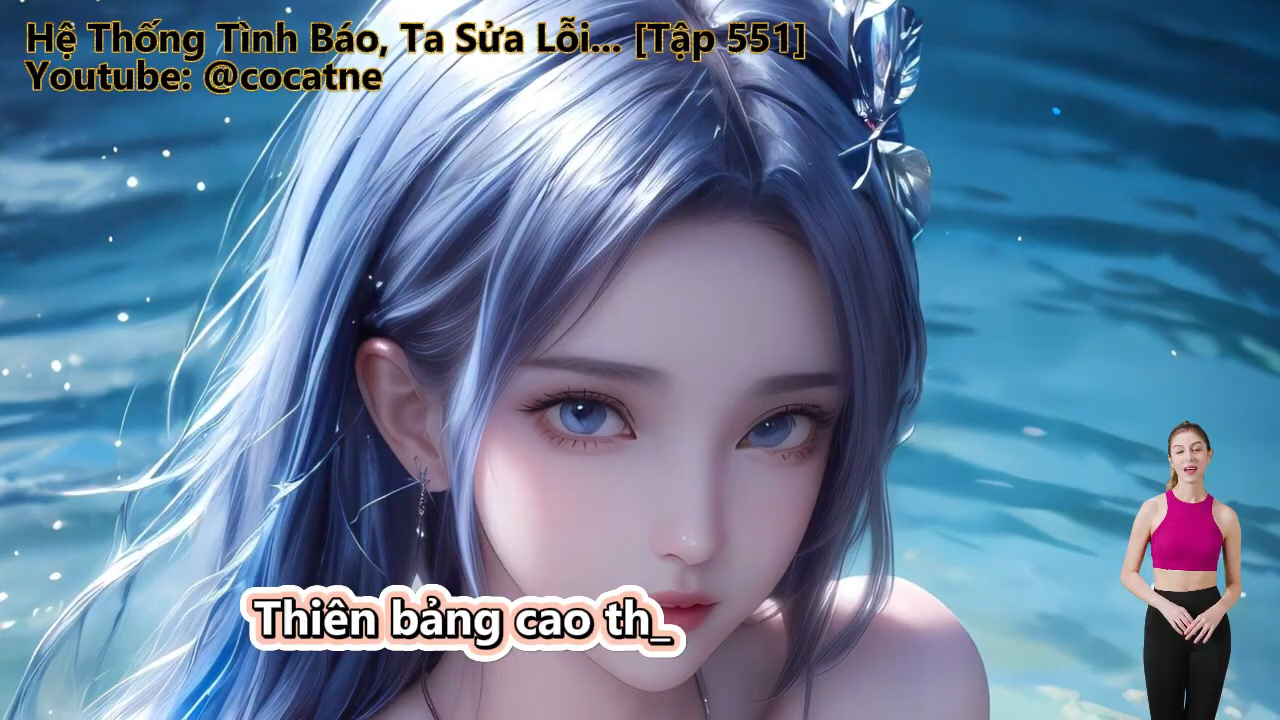 Hệ Thống Tình Báo, Ta Sửa Lỗi... [Tập 551]
Youtube: @cocatne
Thiên bảng cao th_